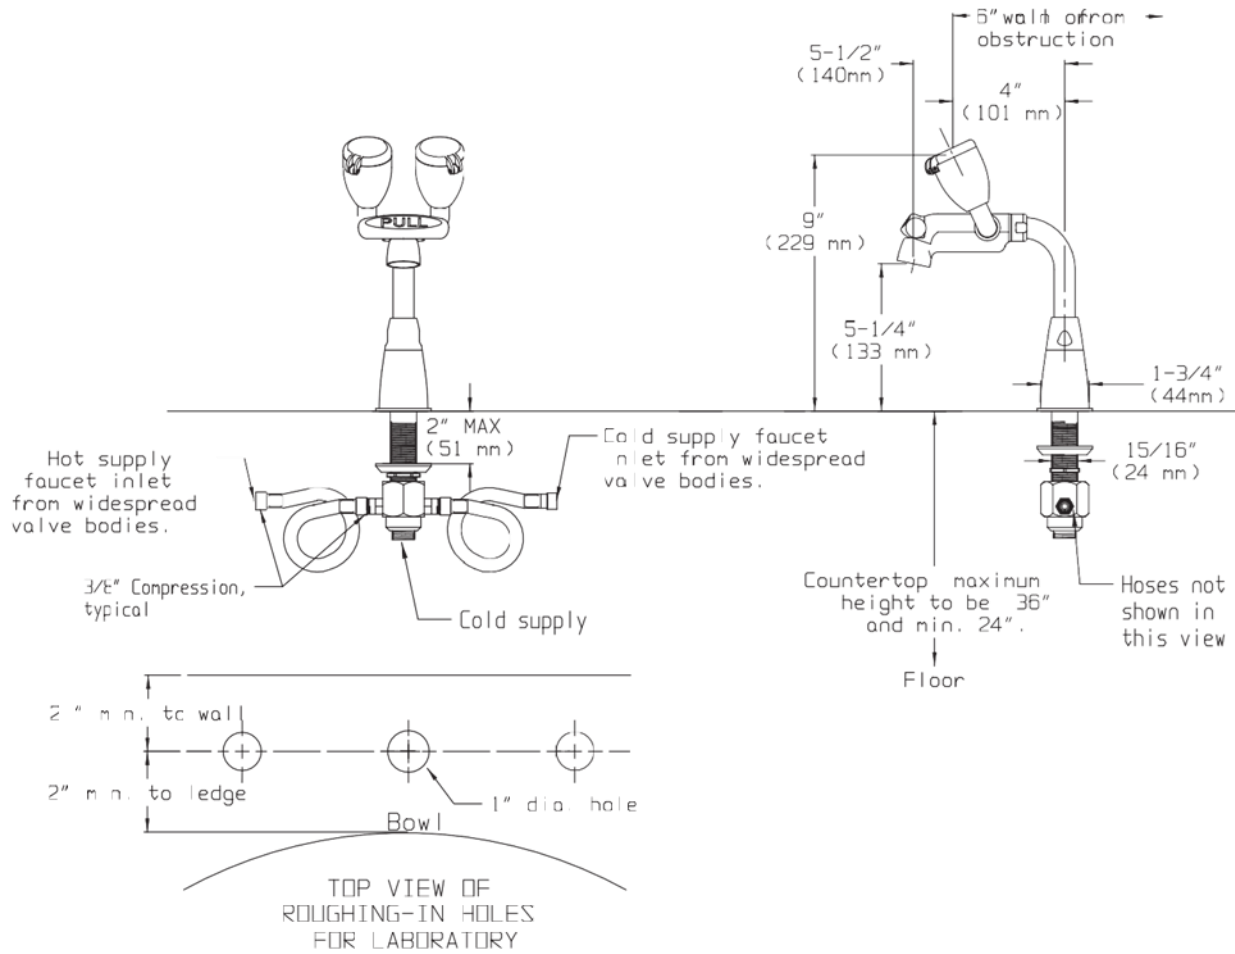 6" wall or from
obstruction
5-1/2"
(140mm)
4"
(101 mm)
PULL
9"
(229 mm)
5-1/4"
(133 mm)
1-3/4"
(44mm)
2" MAX
(51 mm)
15/16"
(24 mm)
Hot supply
faucet inlet
from widespread
valve bodies.
Cold supply faucet
inlet from widespread
valve bodies.
3/8" Compression,
typical
Cold supply
Countertop maximum
height to be 36"
and min. 24".
Floor
Hoses not
shown in
this view
2" min. to wall
2" min. to ledge
1" dia. hole
Bowl
TOP VIEW OF
ROUGHING-IN HOLES
FOR LABORATORY